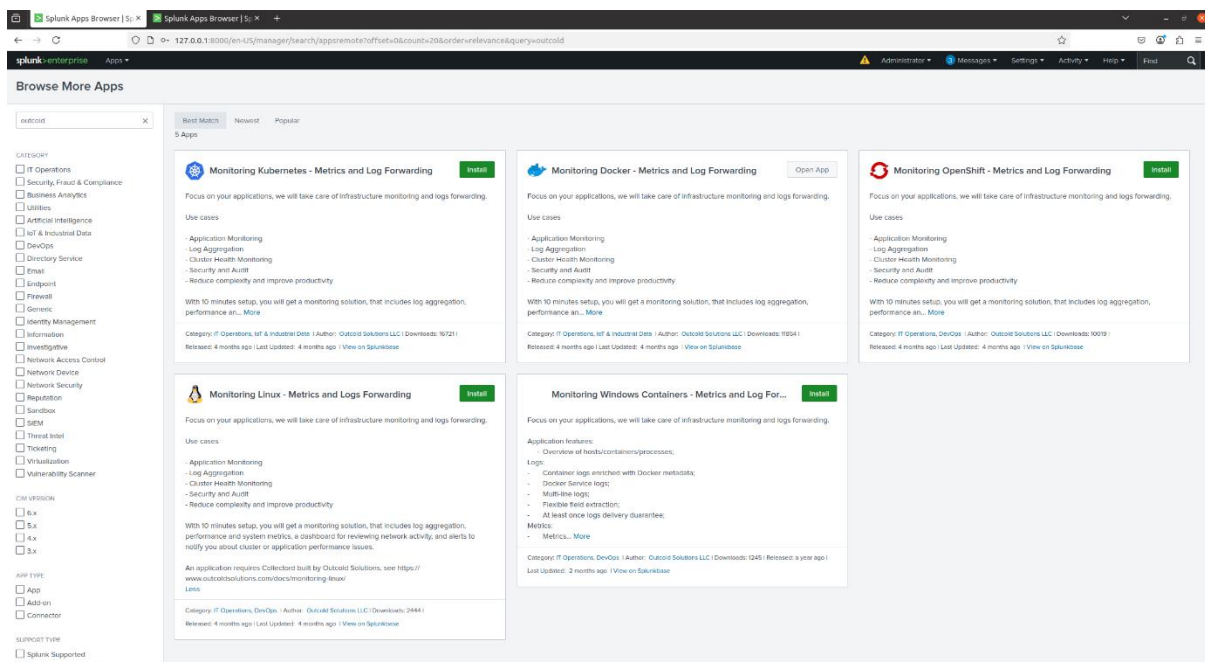 Splunk Apps Browser | Sp ×
Splunk Apps Browser | Sp ×
+
127.0.0.1:8000/en-US/manager/search/appsremote?offset=0&count=20&order=relevance&query=outcold
splunk>enterprise Apps
Administrator 3 Messages Settings Activity Help Find
Browse More Apps
outcold
CATEGORY
IT Operations
Security, Fraud & Compliance
Business Analytics
Utilities
Artificial Intelligence
IoT & Industrial Data
DevOps
Directory Service
Email
Endpoint
Firewall
Generic
Identity Management
Information
Investigative
Network Access Control
Network Device
Network Security
Reputation
Sandbox
SIEM
Threat Intel
Ticketing
Virtualization
Vulnerability Scanner
CIM VERSION
6.x
5.x
4.x
3.x
APP TYPE
App
Add-on
Connector
SUPPORT TYPE
Splunk Supported
Best Match Newest Popular
5 Apps
Monitoring Kubernetes - Metrics and Log Forwarding Install
Focus on your applications, we will take care of infrastructure monitoring and logs forwarding.
Use cases
- Application Monitoring
- Log Aggregation
- Cluster Health Monitoring
- Security and Audit
- Reduce complexity and improve productivity
With 10 minutes setup, you will get a monitoring solution, that includes log aggregation,
performance an... More
Category: IT Operations, IoT & Industrial Data | Author: Outcold Solutions LLC | Downloads: 16721 |
Released: 4 months ago | Last Updated: 4 months ago | View on Splunkbase
Monitoring Docker - Metrics and Log Forwarding Open App
Focus on your applications, we will take care of infrastructure monitoring and logs forwarding.
Use cases
- Application Monitoring
- Log Aggregation
- Cluster Health Monitoring
- Security and Audit
- Reduce complexity and improve productivity
With 10 minutes setup, you will get a monitoring solution, that includes log aggregation,
performance an... More
Category: IT Operations, IoT & Industrial Data | Author: Outcold Solutions LLC | Downloads: 11854 |
Released: 4 months ago | Last Updated: 4 months ago | View on Splunkbase
Monitoring OpenShift - Metrics and Log Forwarding Install
Focus on your applications, we will take care of infrastructure monitoring and logs forwarding.
Use cases
- Application Monitoring
- Log Aggregation
- Cluster Health Monitoring
- Security and Audit
- Reduce complexity and improve productivity
With 10 minutes setup, you will get a monitoring solution, that includes log aggregation,
performance an... More
Category: IT Operations, DevOps | Author: Outcold Solutions LLC | Downloads: 10019 |
Released: 4 months ago | Last Updated: 4 months ago | View on Splunkbase
Monitoring Linux - Metrics and Logs Forwarding Install
Focus on your applications, we will take care of infrastructure monitoring and logs forwarding.
Use cases
- Application Monitoring
- Log Aggregation
- Cluster Health Monitoring
- Security and Audit
- Reduce complexity and improve productivity
With 10 minutes setup, you will get a monitoring solution, that includes log aggregation,
performance and system metrics, a dashboard for reviewing network activity, and alerts to
notify you about cluster or application performance issues.
An application requires Collectord built by Outcold Solutions, see https://
www.outcoldsolutions.com/docs/monitoring-linux/
Less
Category: IT Operations, DevOps | Author: Outcold Solutions LLC | Downloads: 2444 |
Released: 4 months ago | Last Updated: 4 months ago | View on Splunkbase
Monitoring Windows Containers - Metrics and Log For... Install
Focus on your applications, we will take care of infrastructure monitoring and logs forwarding.
Application features:
- Overview of hosts/containers/processes;
Logs:
- Container logs enriched with Docker metadata;
- Docker Service logs;
- Multi-line logs;
- Flexible field extraction;
- At least once logs delivery duarantee;
Metrics:
- Metrics... More
Category: IT Operations, DevOps | Author: Outcold Solutions LLC | Downloads: 1245 | Released: a year ago |
Last Updated: 2 months ago | View on Splunkbase